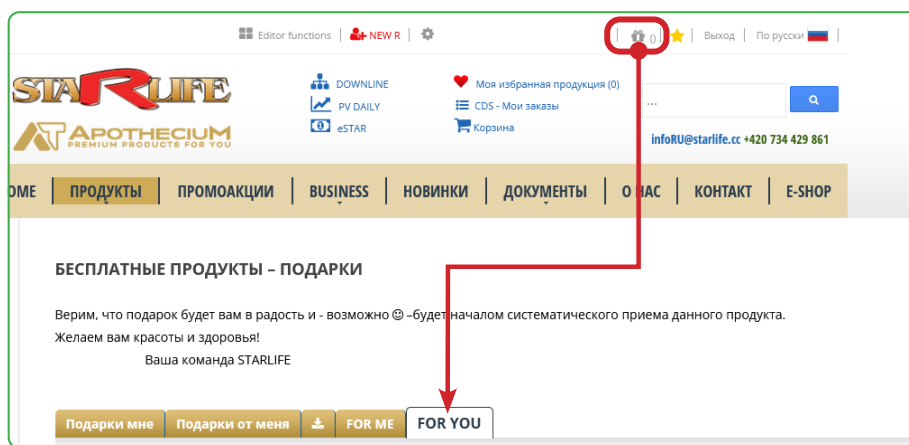 Editor functions | NEW R |
| () | | Выход | По русски |
STARLIFE
APOTHECIUM
PREMIUM PRODUCTS FOR YOU
DOWNLINE
PV DAILY
eSTAR
Моя избранная продукция (0)
CDS - Мои заказы
Корзина
...
infoRU@starlife.cc +420 734 429 861
OME | ПРОДУКТЫ | ПРОМОАКЦИИ | BUSINESS | НОВИНКИ | ДОКУМЕНТЫ | О НАС | КОНТАКТ | E-SHOP
БЕСПЛАТНЫЕ ПРОДУКТЫ – ПОДАРКИ
Верим, что подарок будет вам в радость и - возможно ☺ –будет началом систематического приема данного продукта.
Желаем вам красоты и здоровья!
Ваша команда STARLIFE
Подарки мне Подарки от меня FOR ME FOR YOU